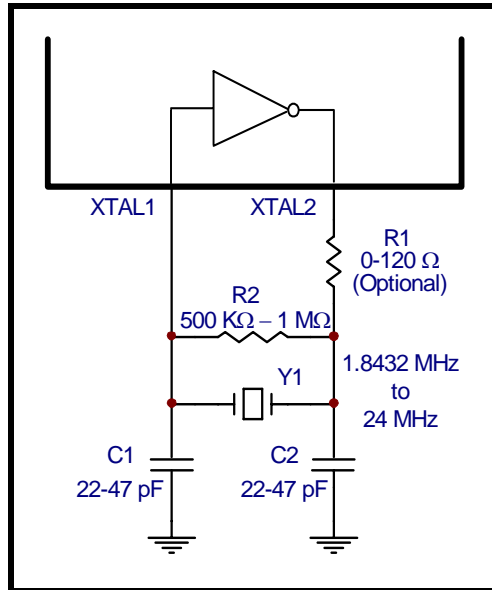 XTAL1
XTAL2
R1
0-120 Ω
(Optional)
R2
500 KΩ – 1 MΩ
Y1
1.8432 MHz
to
24 MHz
C1
22-47 pF
C2
22-47 pF